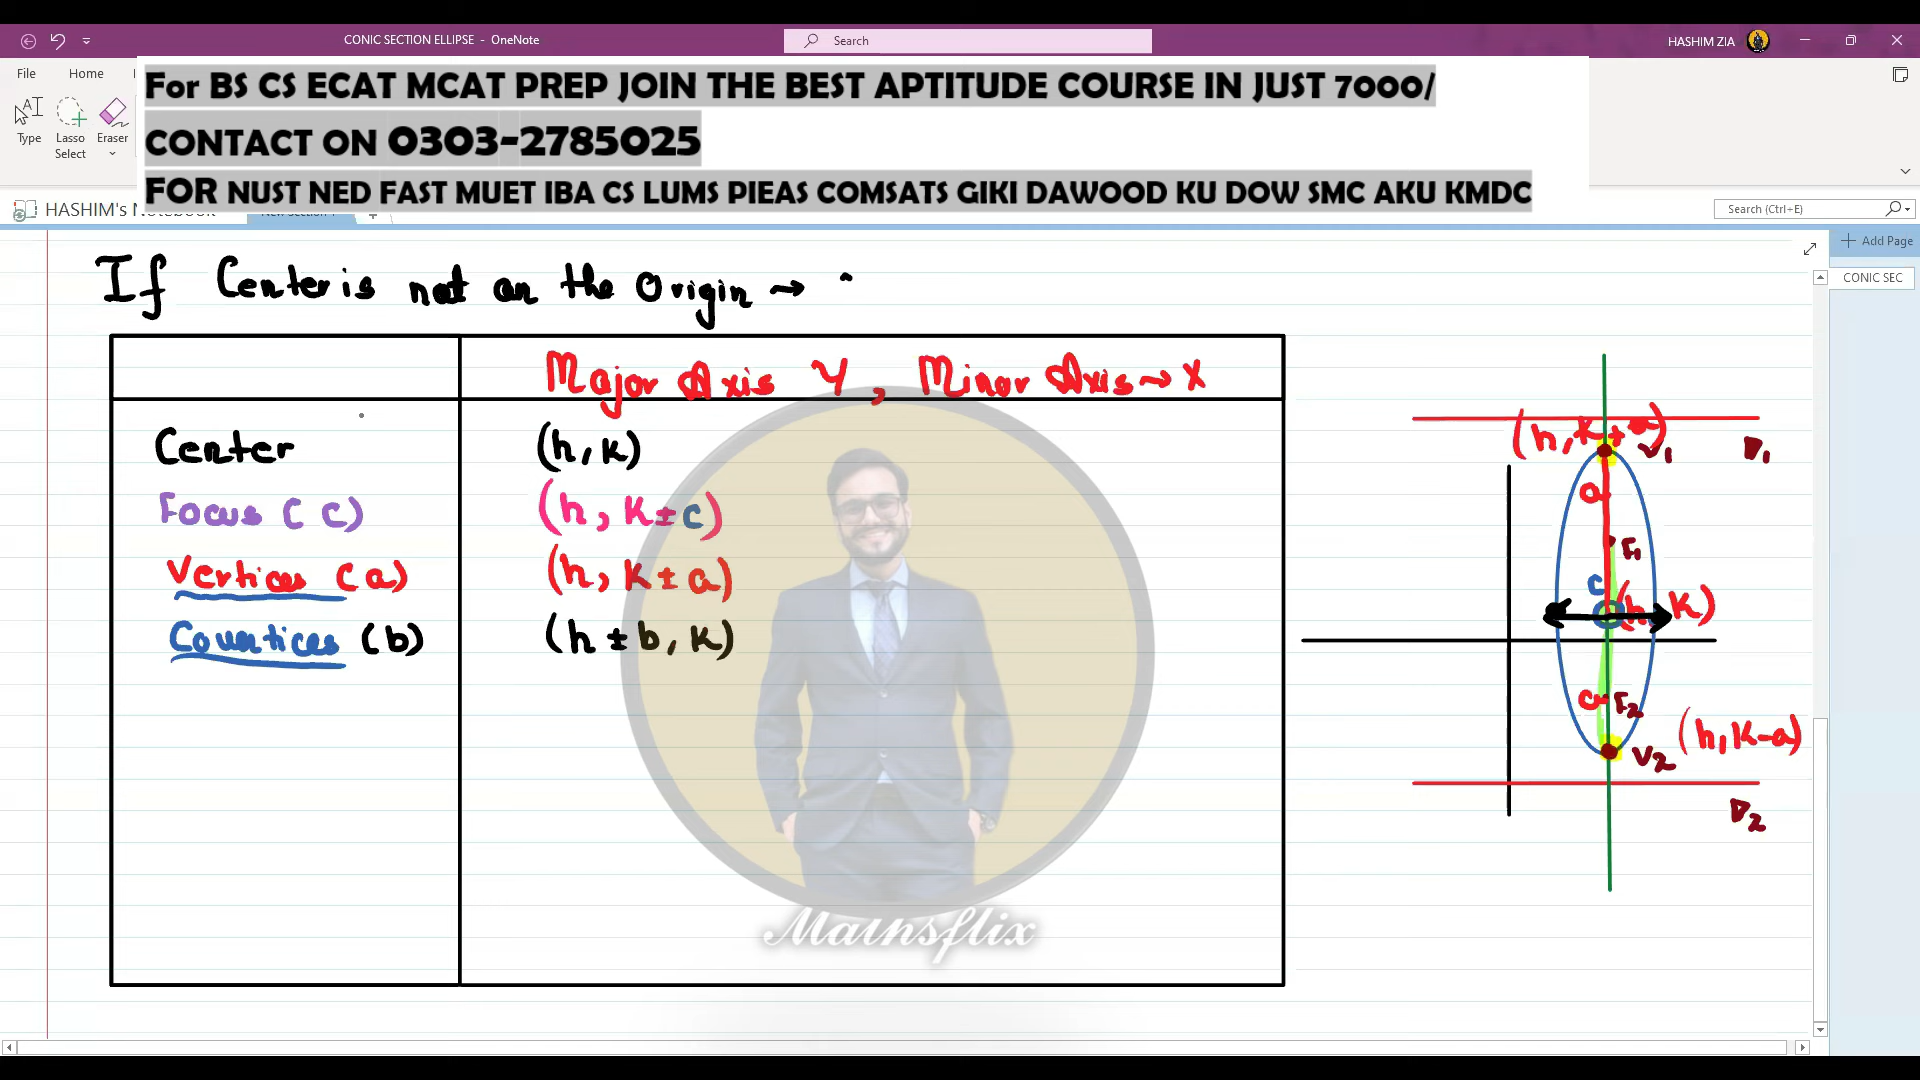 CONIC SECTION ELLIPSE - OneNote
Search
HASHIM ZIA
File
Home
Type
Lasso Select
Eraser
For BS CS ECAT MCAT PREP JOIN THE BEST APTITUDE COURSE IN JUST 7000/
CONTACT ON 0303-2785025
FOR NUST NED FAST MUET IBA CS LUMS PIEAS COMSATS GIKI DAWOOD KU DOW SMC AKU KMDC
HASHIM's Notebook
Search (Ctrl+E)
Add Page
CONIC SEC
If Center is not on the Origin →
Major Axis Y, Minor Axis → X
Center (h, k)
Focus (c) (h, k±c)
Vertices (a) (h, k±a)
Covertices (b) (h±b, k)
V1
D1
a
F1
c
(h, k)
F2
V2
(h, k-a)
D2
Mainsflix